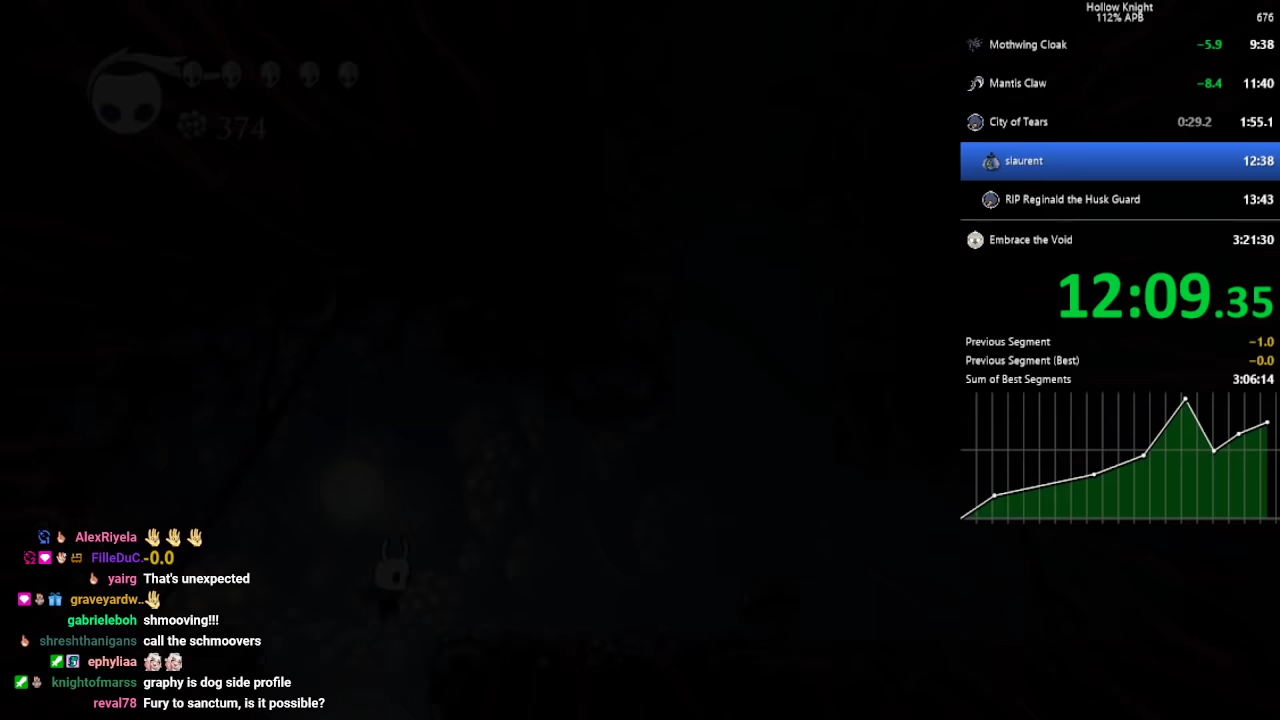 Hollow Knight
112% APB
676
Mothwing Cloak −5.9 9:38
Mantis Claw −8.4 11:40
City of Tears 0:29.2 1:55.1
slaurent 12:38
RIP Reginald the Husk Guard 13:43
Embrace the Void 3:21:30
12:09.35
Previous Segment −1.0
Previous Segment (Best) −0.0
Sum of Best Segments 3:06:14
374
AlexRiyela
FilleDuC. -0.0
yairg That's unexpected
graveyardw..
gabrieleboh shmooving!!!
shreshthanigans call the schmoovers
ephyliaa
knightofmarss graphy is dog side profile
reval78 Fury to sanctum, is it possible?